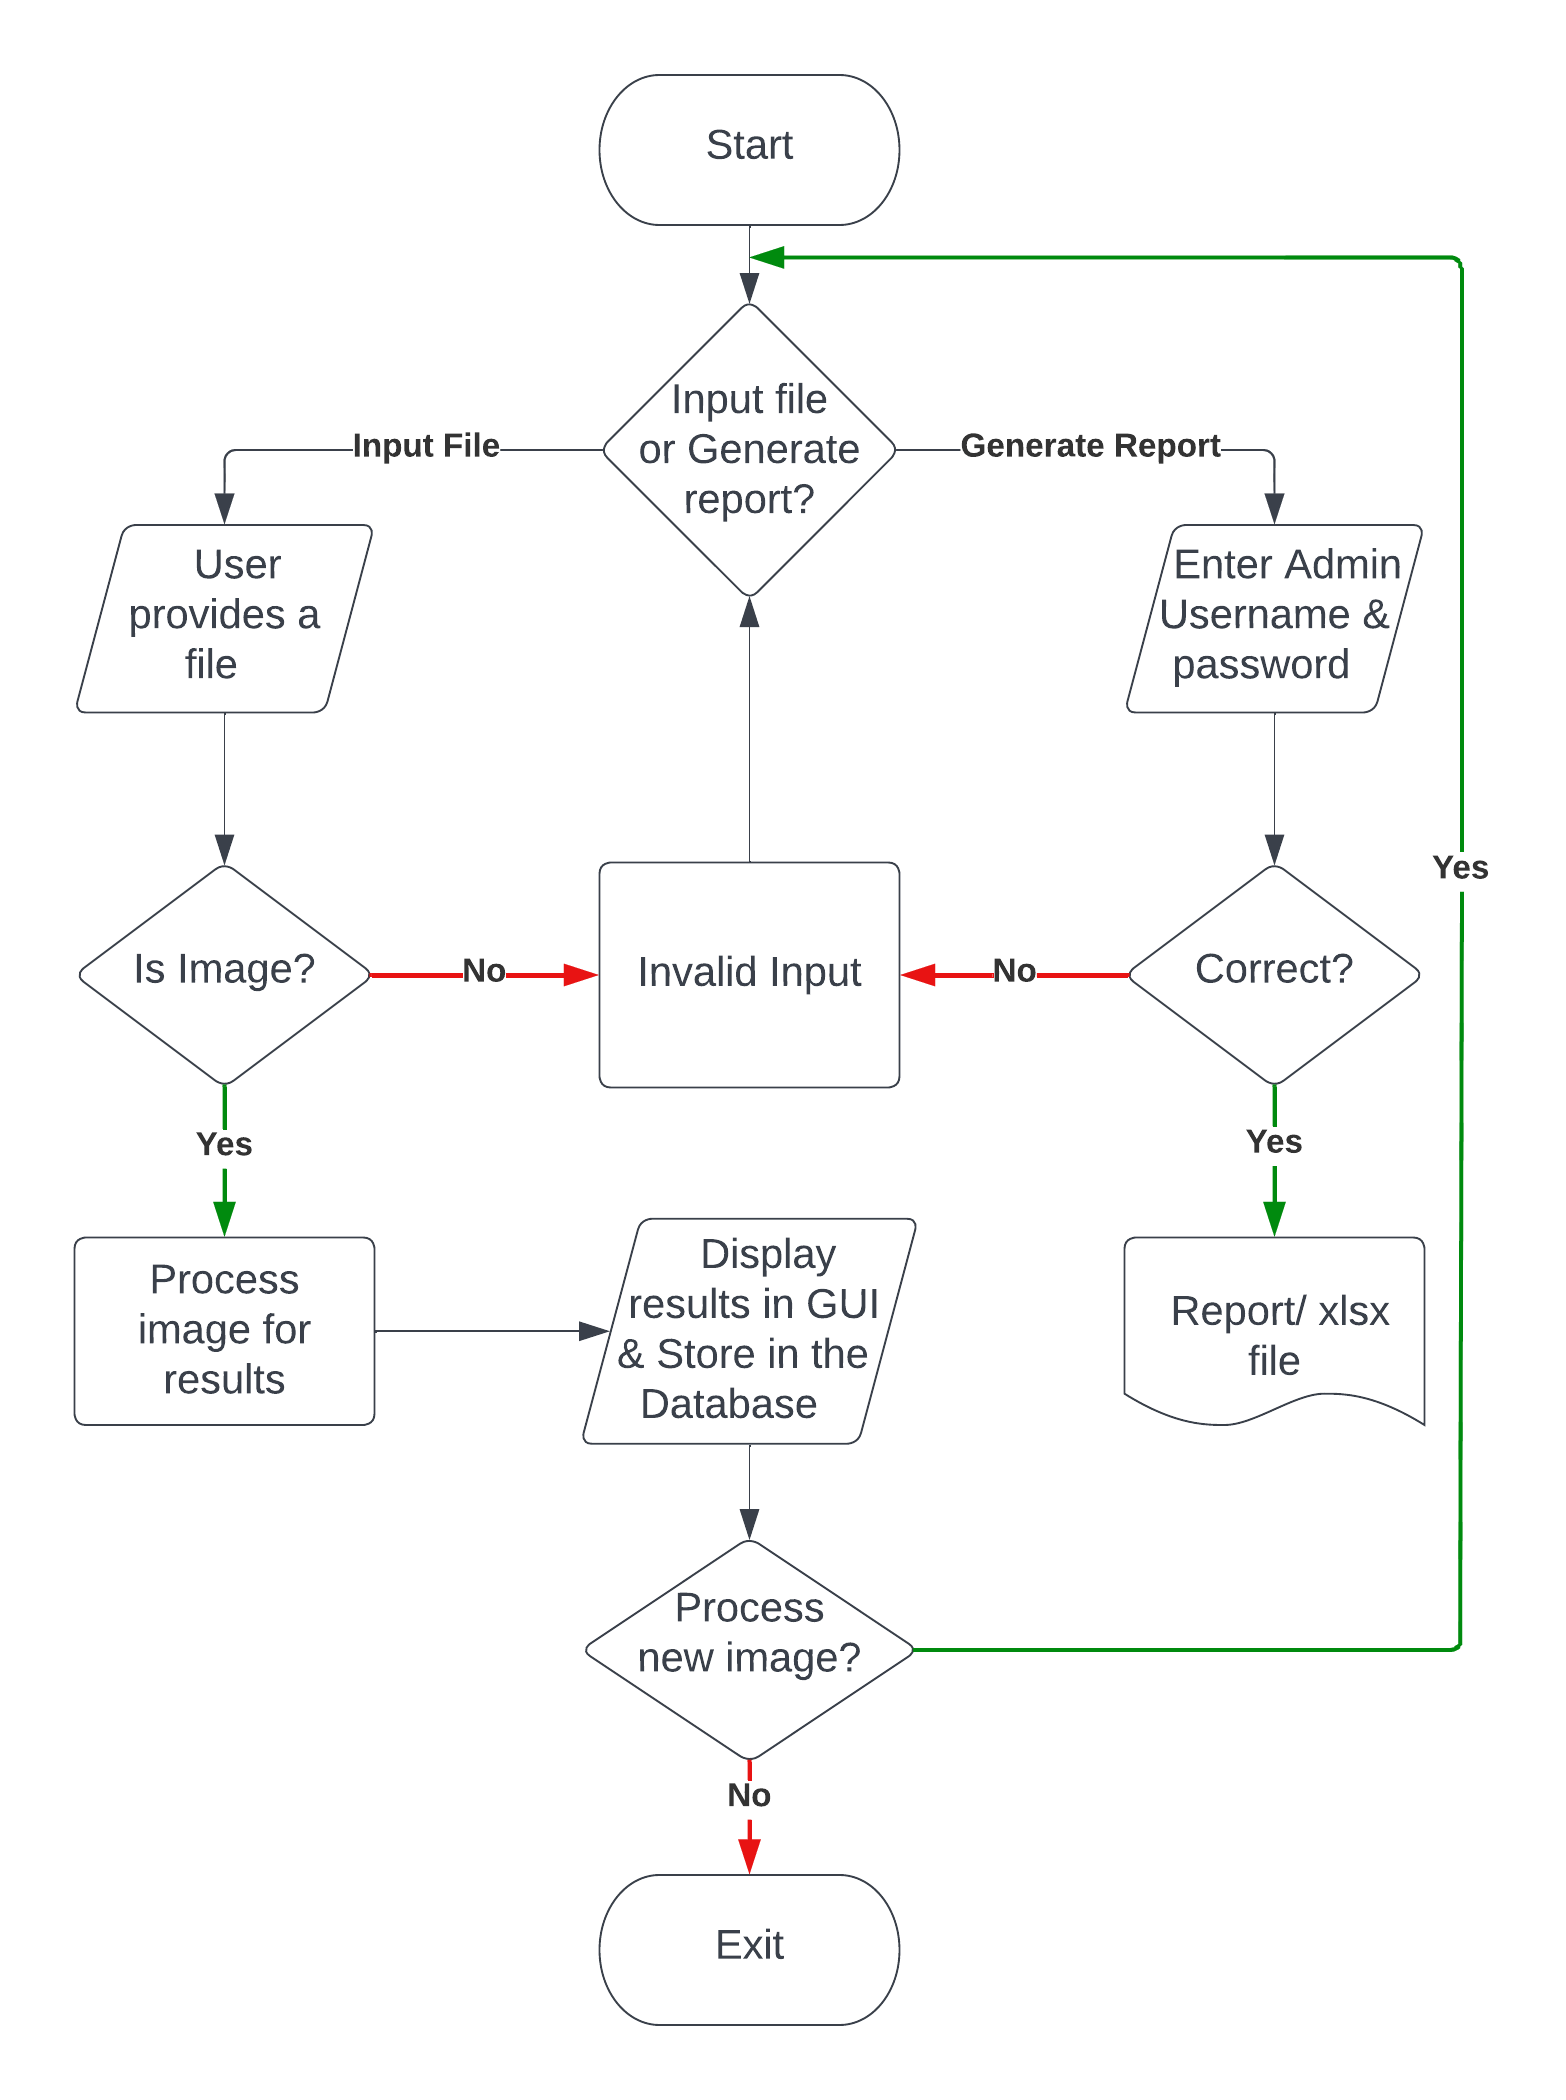 Start
Input file
or Generate
report?
Input File
Generate Report
User
provides a
file
Enter Admin
Username &
password
Yes
Is Image?
No
Invalid Input
No
Correct?
Yes
Yes
Process
image for
results
Display
results in GUI
& Store in the
Database
Report/ xlsx
file
Process
new image?
No
Exit